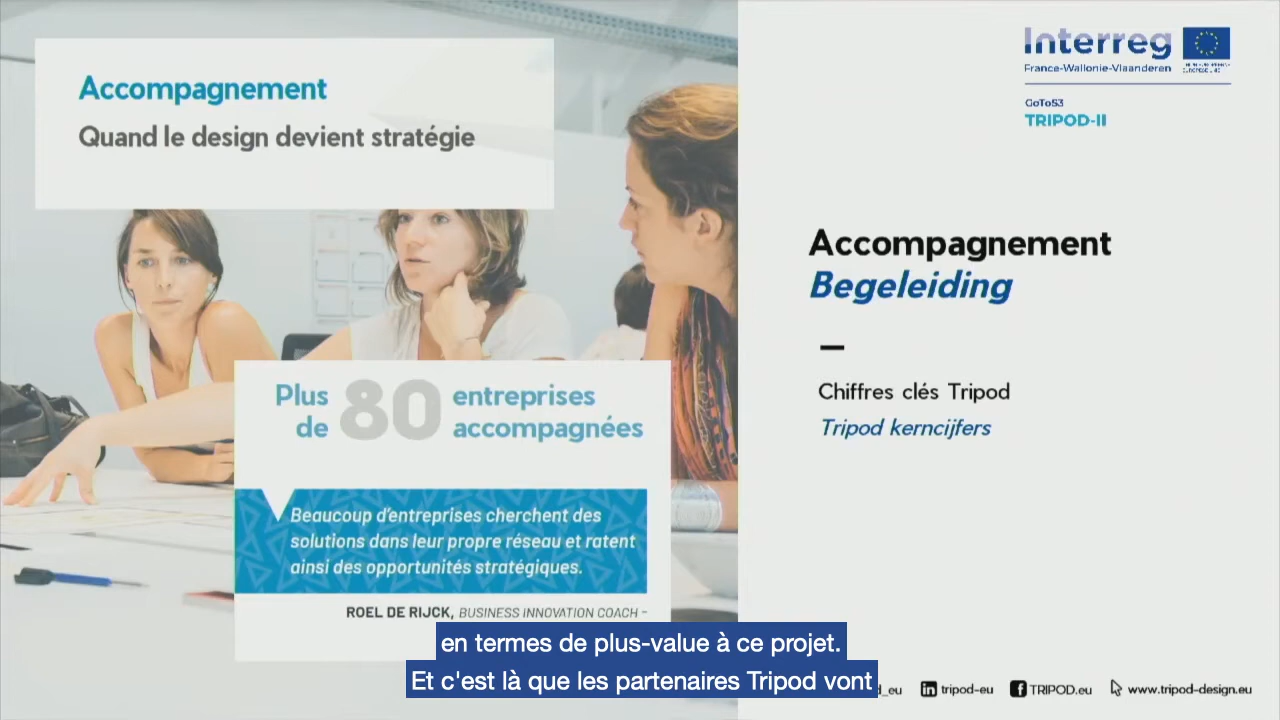 Accompagnement
Quand le design devient stratégie
Plus de 80 entreprises accompagnées
Beaucoup d'entreprises cherchent des
solutions dans leur propre réseau et ratent
ainsi des opportunités stratégiques.
ROEL DE RIJCK, BUSINESS INNOVATION COACH –
Interreg
France-Wallonie-Vlaanderen
GoToS3
TRIPOD-II
Accompagnement
Begeleiding
Chiffres clés Tripod
Tripod kerncijfers
en termes de plus-value à ce projet.
Et c'est là que les partenaires Tripod vont
d_eu tripod-eu TRIPOD.eu www.tripod-design.eu